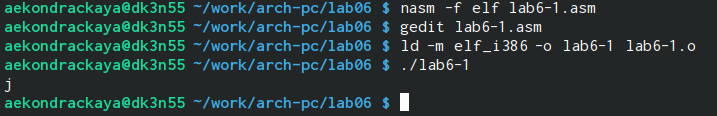 aekondrackaya@dk3n55 ~/work/arch-pc/lab06 $ nasm -f elf lab6-1.asm
aekondrackaya@dk3n55 ~/work/arch-pc/lab06 $ gedit lab6-1.asm
aekondrackaya@dk3n55 ~/work/arch-pc/lab06 $ ld -m elf_i386 -o lab6-1 lab6-1.o
aekondrackaya@dk3n55 ~/work/arch-pc/lab06 $ ./lab6-1
j
aekondrackaya@dk3n55 ~/work/arch-pc/lab06 $